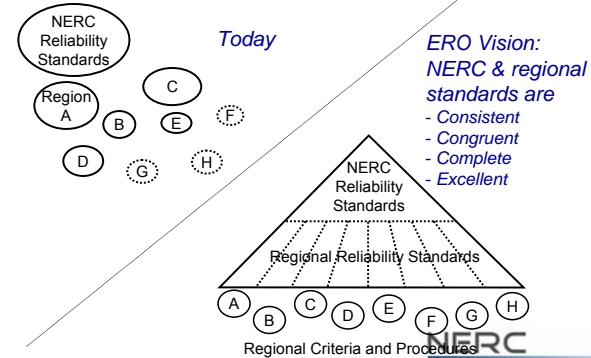 NERC
Reliability
Standards
Today
Region
A
B
C
E
F
D
G
H
ERO Vision:
NERC & regional
standards are
- Consistent
- Congruent
- Complete
- Excellent
NERC
Reliability
Standards
Regional Reliability Standards
A
B
C
D
E
F
G
H
Regional Criteria and Procedures
NERC